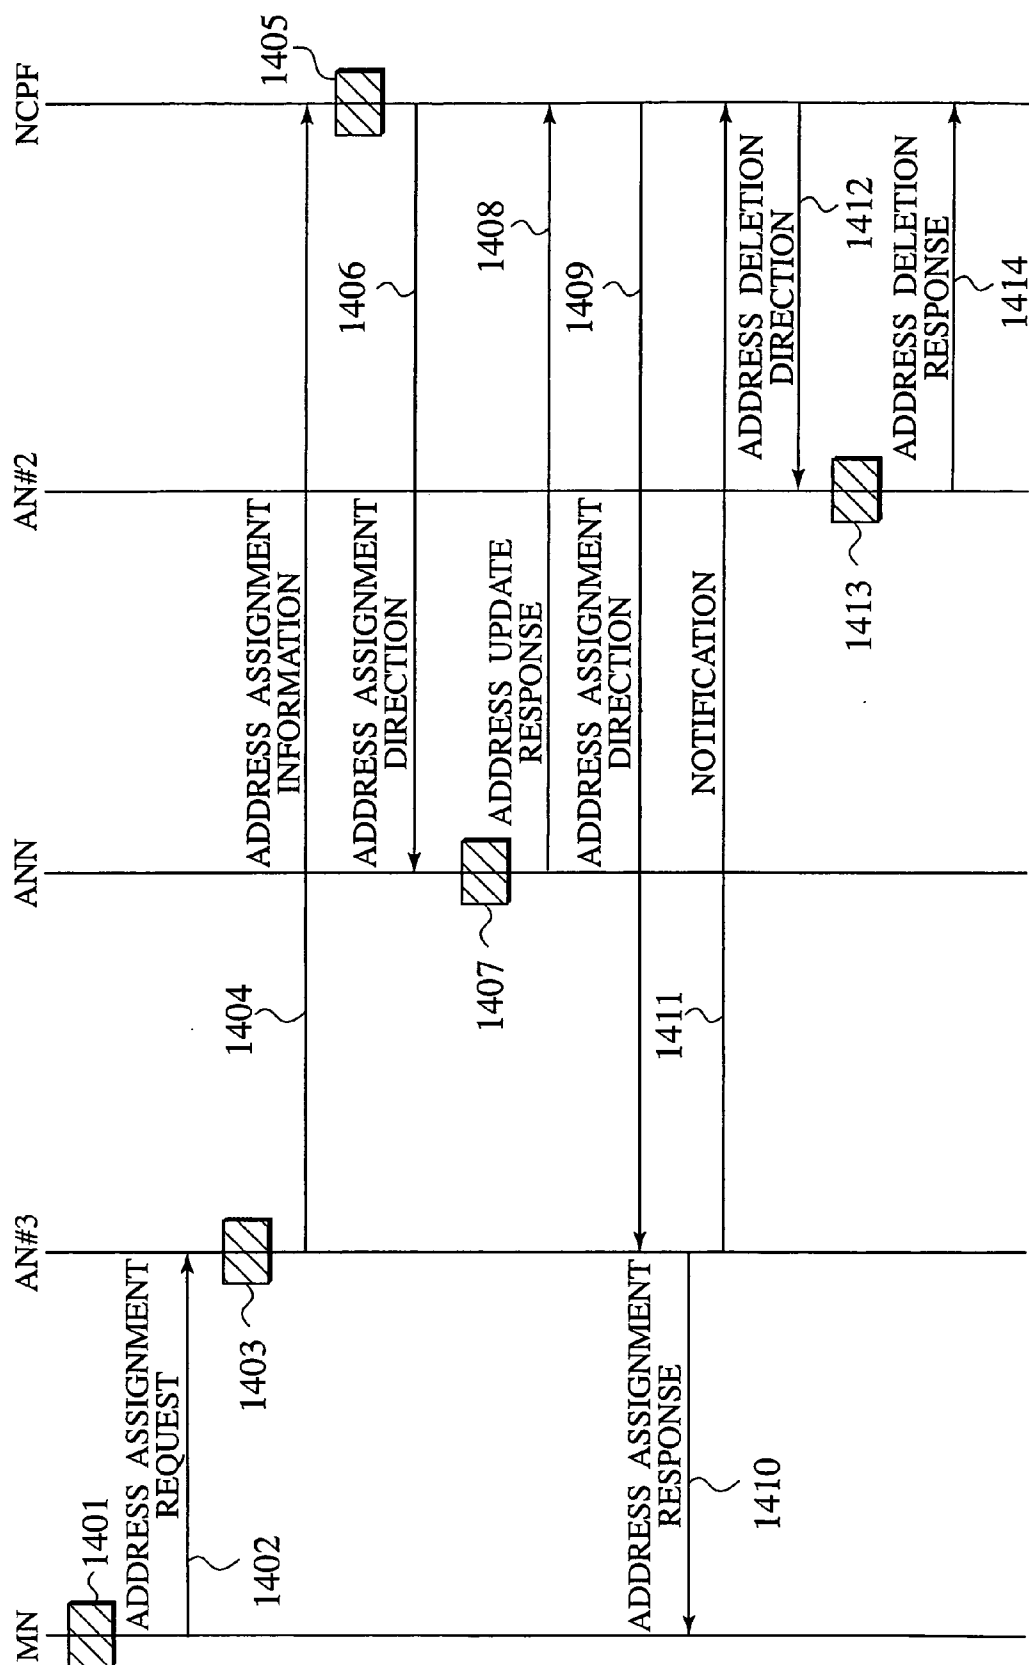 MN
AN#3
ANN
AN#2
NCPF
1401
ADDRESS ASSIGNMENT
REQUEST
1402
1403
ADDRESS ASSIGNMENT
INFORMATION
1404
1405
ADDRESS ASSIGNMENT
DIRECTION
1406
1407
ADDRESS UPDATE
RESPONSE
1408
ADDRESS ASSIGNMENT
DIRECTION
1409
ADDRESS ASSIGNMENT
RESPONSE
1410
NOTIFICATION
1411
ADDRESS DELETION
DIRECTION
1412
1413
ADDRESS DELETION
RESPONSE
1414